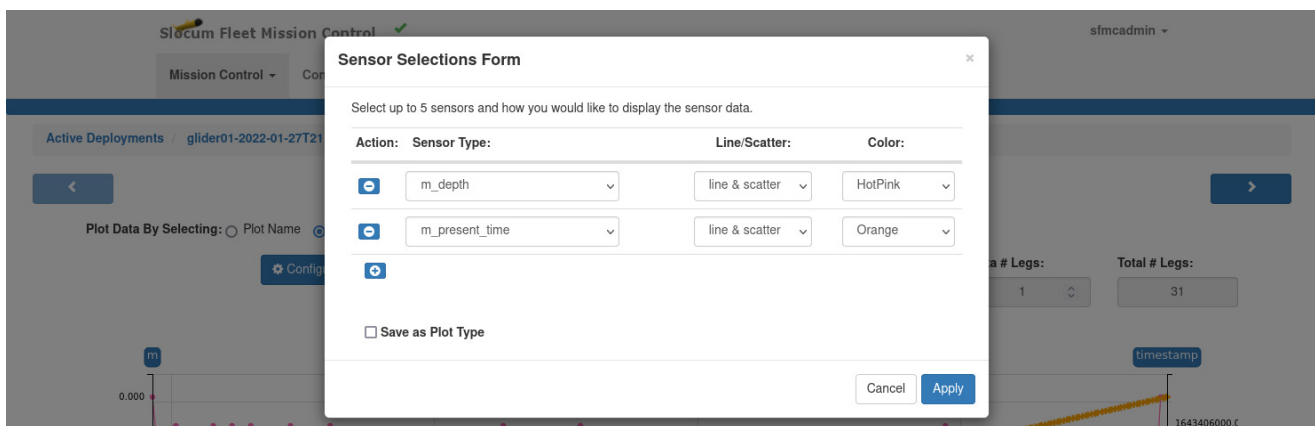 Slocum Fleet Mission Control
sfmcadmin
Mission Control
Sensor Selections Form
×
Select up to 5 sensors and how you would like to display the sensor data.
Active Deployments / glider01-2022-01-27T21
Action: Sensor Type: Line/Scatter: Color:
m_depth line & scatter HotPink
Plot Data By Selecting: Plot Name
m_present_time line & scatter Orange
# Legs: Total # Legs:
1 31
Save as Plot Type
m timestamp
Cancel Apply
0.000